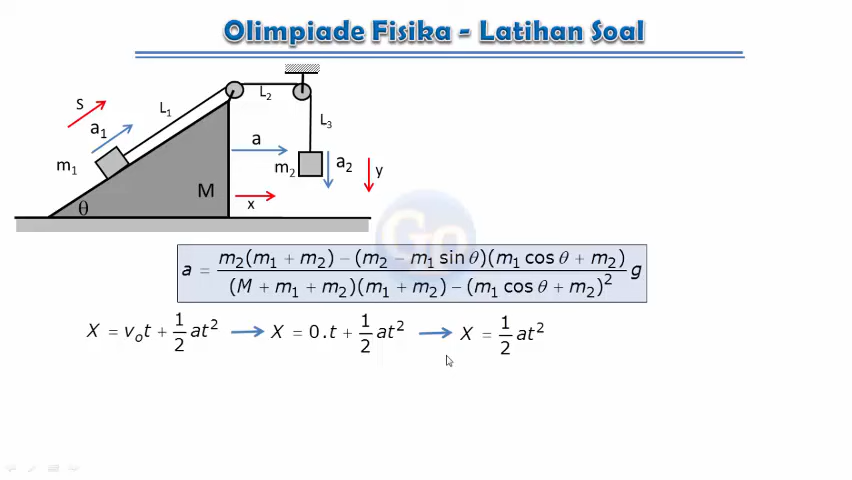 Olimpiade Fisika - Latihan Soal
S
L₁
L₂
a₁
L₃
a
m₁
m₂
a₂
y
M
x
θ
Go
a = m₂(m₁ + m₂) − (m₂ − m₁ sin θ)(m₁ cos θ + m₂) / (M + m₁ + m₂)(m₁ + m₂) − (m₁ cos θ + m₂)² g
X = vₒt + 1/2 at² → X = 0.t + 1/2 at² → X = 1/2 at²